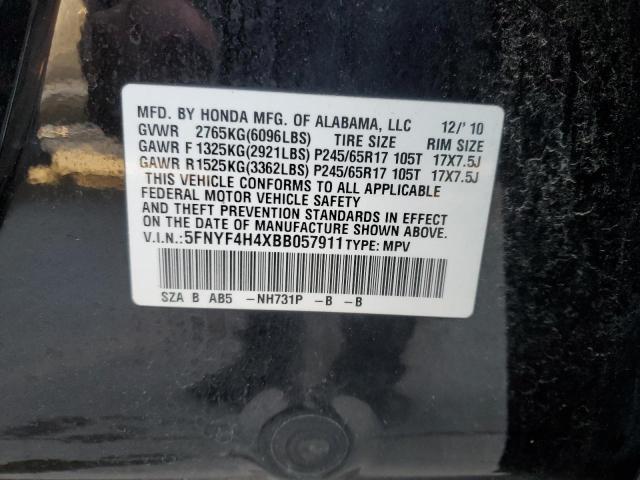 MFD. BY HONDA MFG. OF ALABAMA, LLC 12/'10
GVWR 2765KG(6096LBS) TIRE SIZE RIM SIZE
GAWR F 1325KG(2921LBS) P245/65R17 105T 17X7.5J
GAWR R 1525KG(3362LBS) P245/65R17 105T 17X7.5J
THIS VEHICLE CONFORMS TO ALL APPLICABLE
FEDERAL MOTOR VEHICLE SAFETY
AND THEFT PREVENTION STANDARDS IN EFFECT
ON THE DATE OF MANUFACTURE SHOWN ABOVE.
V.I.N.:5FNYF4H4XBB057911 TYPE: MPV
SZA B AB5 -NH731P -B -B